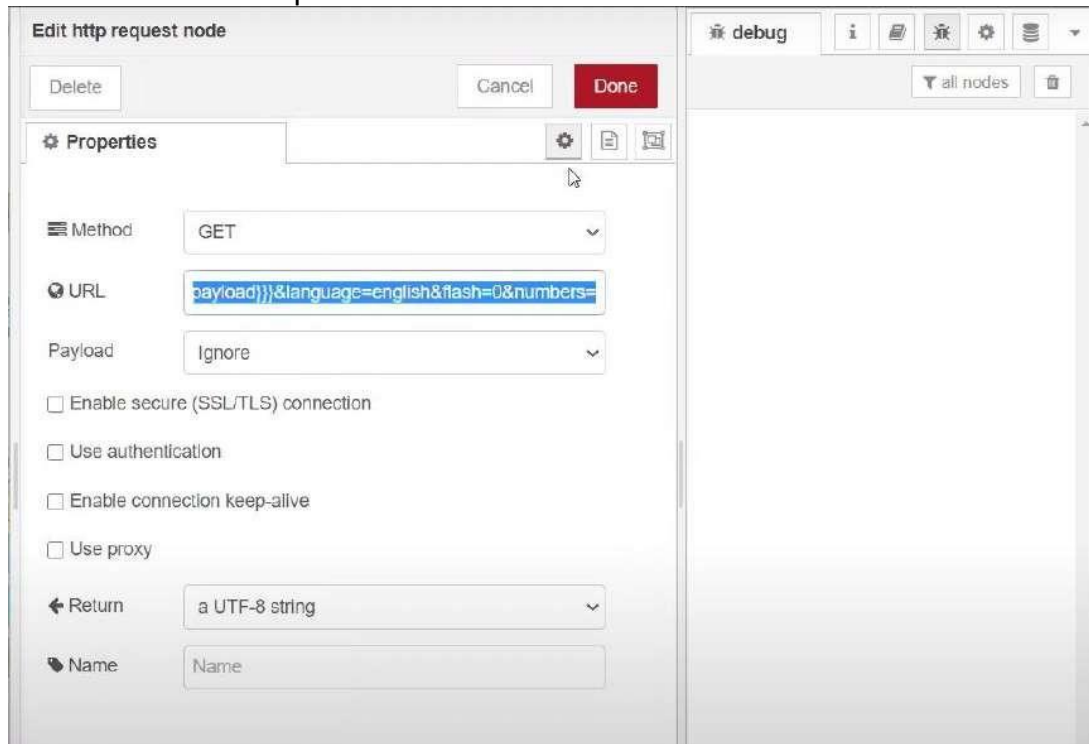 Edit http request node
debug
i
Delete
Cancel
Done
all nodes
Properties
Method
GET
URL
payload}}}&language=english&flash=0&numbers=
Payload
Ignore
Enable secure (SSL/TLS) connection
Use authentication
Enable connection keep-alive
Use proxy
Return
a UTF-8 string
Name
Name